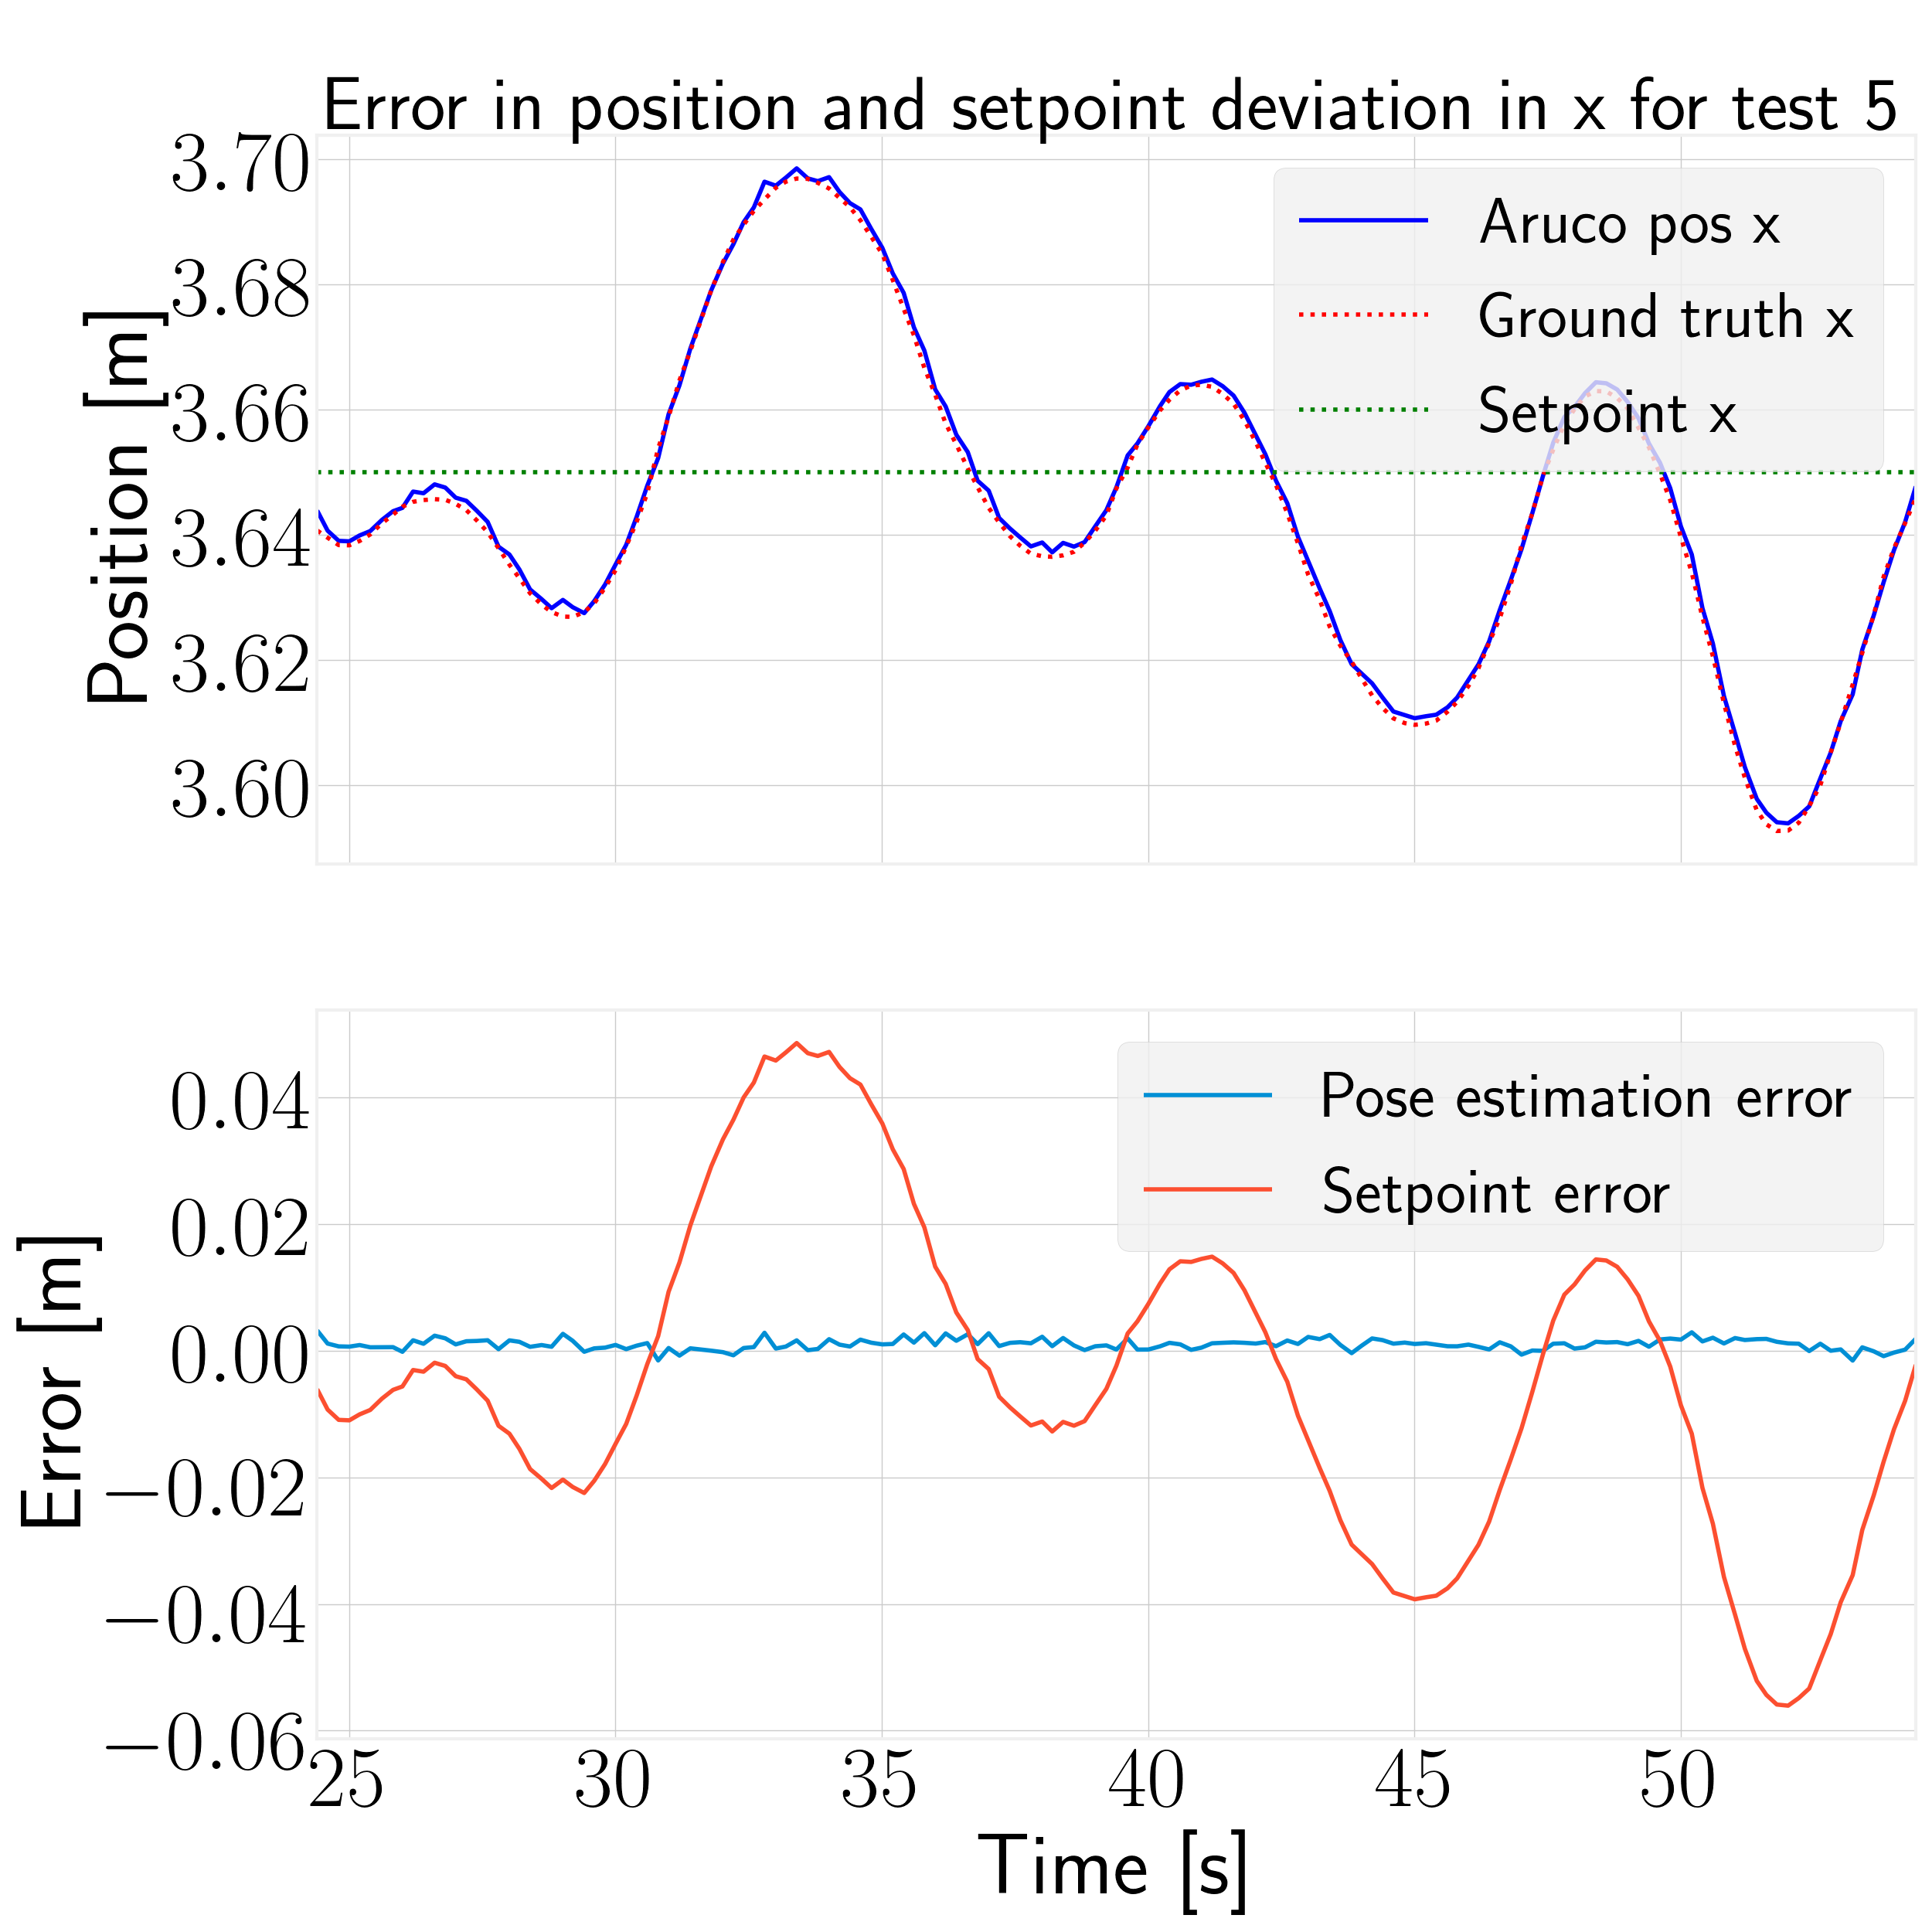 Error in position and setpoint deviation in x for test 5
Position [m]
3.70
3.68
3.66
3.64
3.62
3.60
Aruco pos x
Ground truth x
Setpoint x
Error [m]
0.04
0.02
0.00
−0.02
−0.04
−0.06
Pose estimation error
Setpoint error
25 30 35 40 45 50
Time [s]